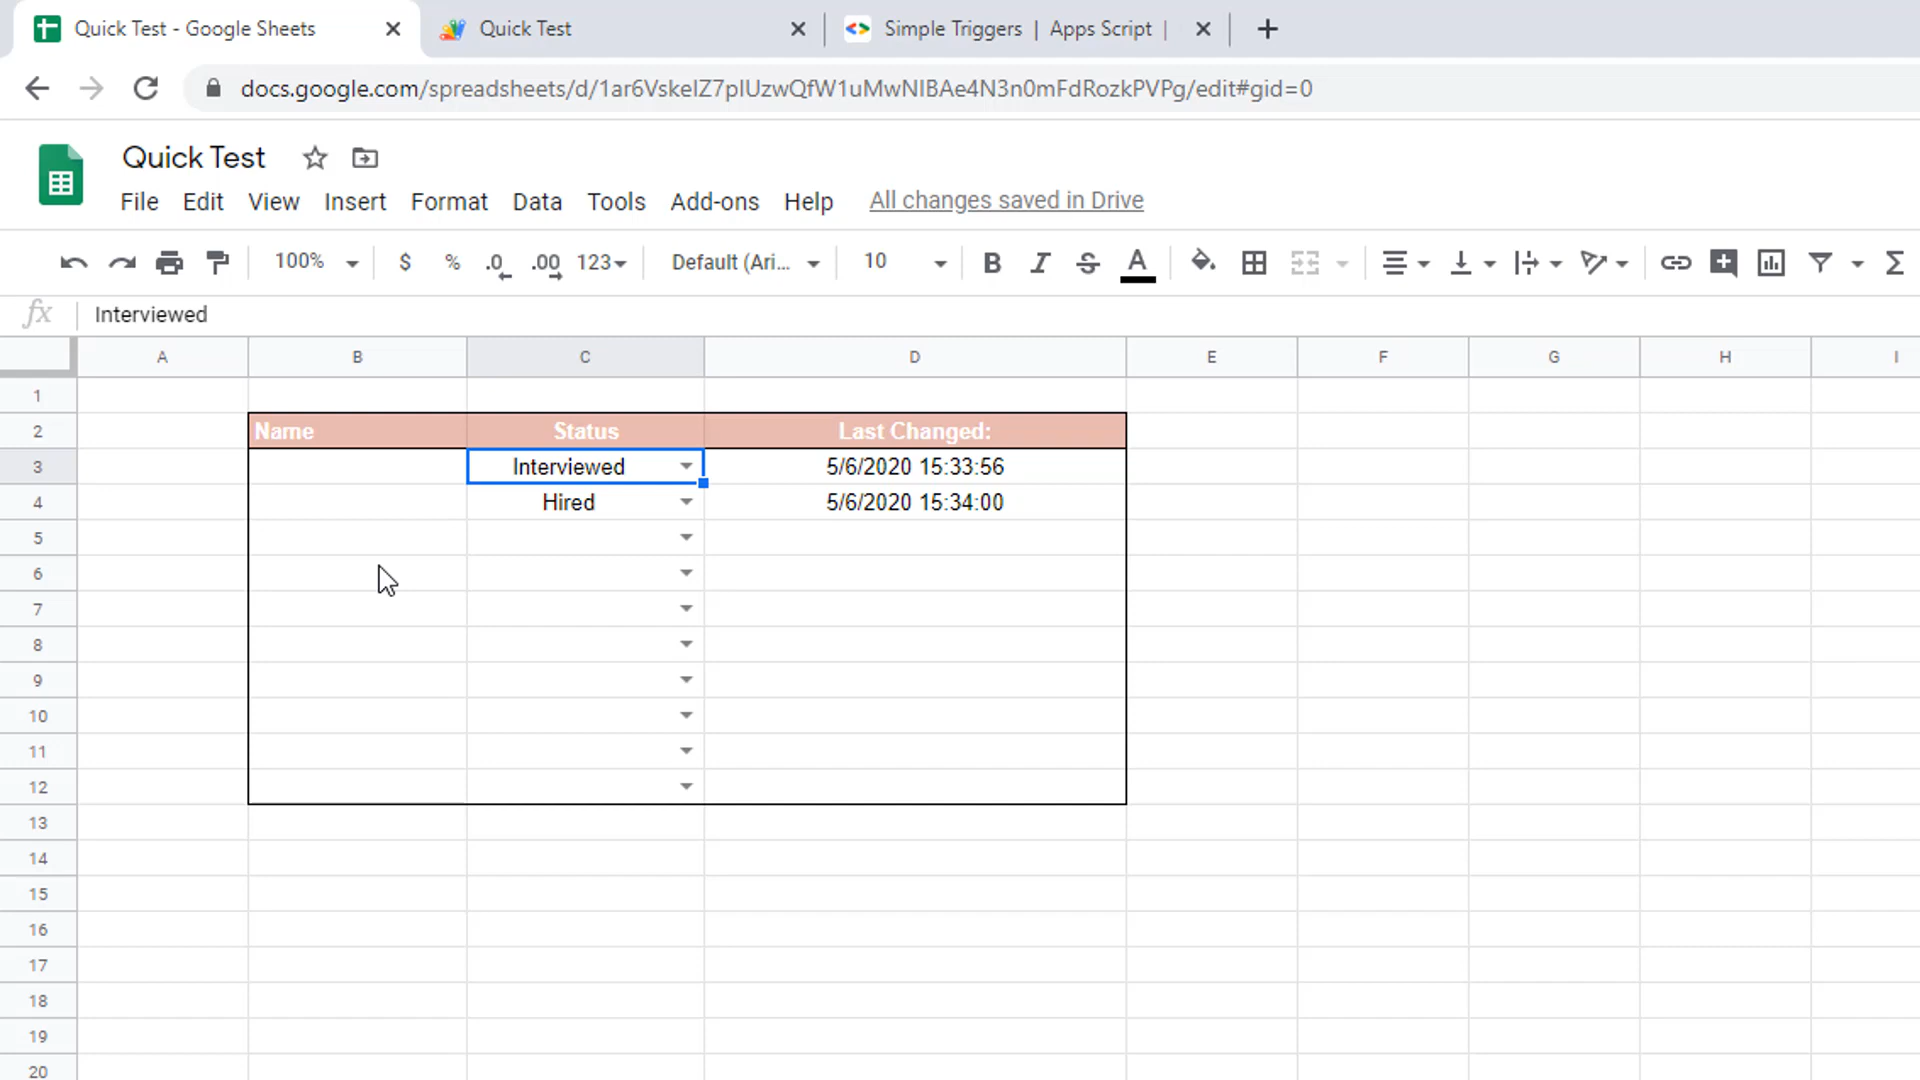 Quick Test - Google Sheets
Quick Test
Simple Triggers | Apps Script |
docs.google.com/spreadsheets/d/1ar6VskelZ7plUzwQfW1uMwNIBAe4N3n0mFdRozkPVPg/edit#gid=0
Quick Test
File Edit View Insert Format Data Tools Add-ons Help All changes saved in Drive
100% $ % .0 .00 123 Default (Ari... 10 B I S A Σ
fx Interviewed
A B C D E F G H I
1
2 Name Status Last Changed:
3 Interviewed 5/6/2020 15:33:56
4 Hired 5/6/2020 15:34:00
5
6
7
8
9
10
11
12
13
14
15
16
17
18
19
20